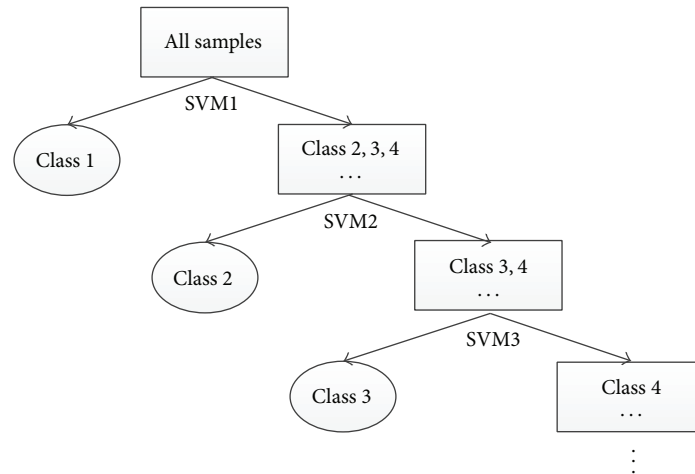 All samples
SVM1
Class 1
Class 2, 3, 4
...
SVM2
Class 2
Class 3, 4
...
SVM3
Class 3
Class 4
...
⋮